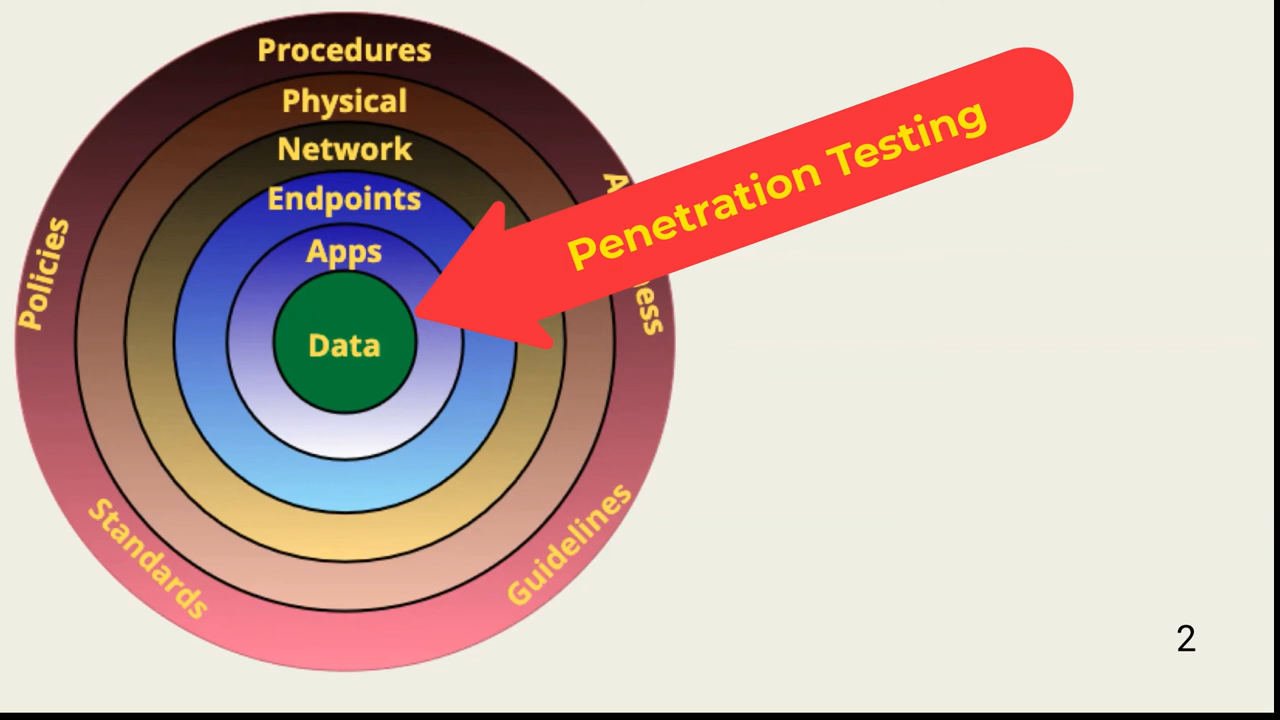 Procedures
Physical
Network
Endpoints
Apps
Data
Policies
Standards
Guidelines
Penetration Testing
2